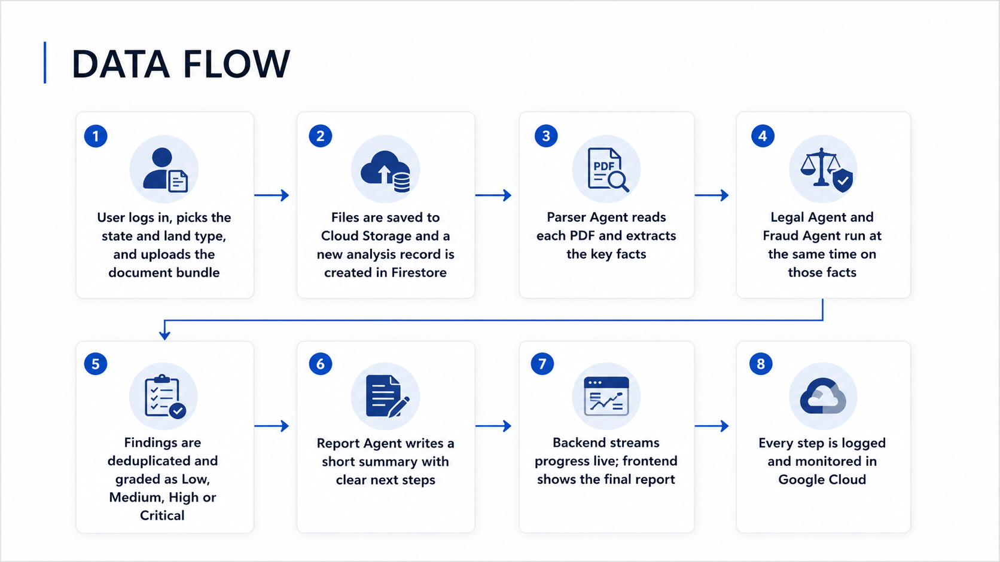 DATA FLOW
1
User logs in, picks the
state and land type,
and uploads the
document bundle
2
Files are saved to
Cloud Storage and a
new analysis record is
created in Firestore
3
PDF
Parser Agent reads
each PDF and extracts
the key facts
4
Legal Agent and
Fraud Agent run at
the same time on
those facts
5
Findings are
deduplicated and
graded as Low,
Medium, High or
Critical
6
Report Agent writes a
short summary with
clear next steps
7
Backend streams
progress live; frontend
shows the final report
8
Every step is logged
and monitored in
Google Cloud